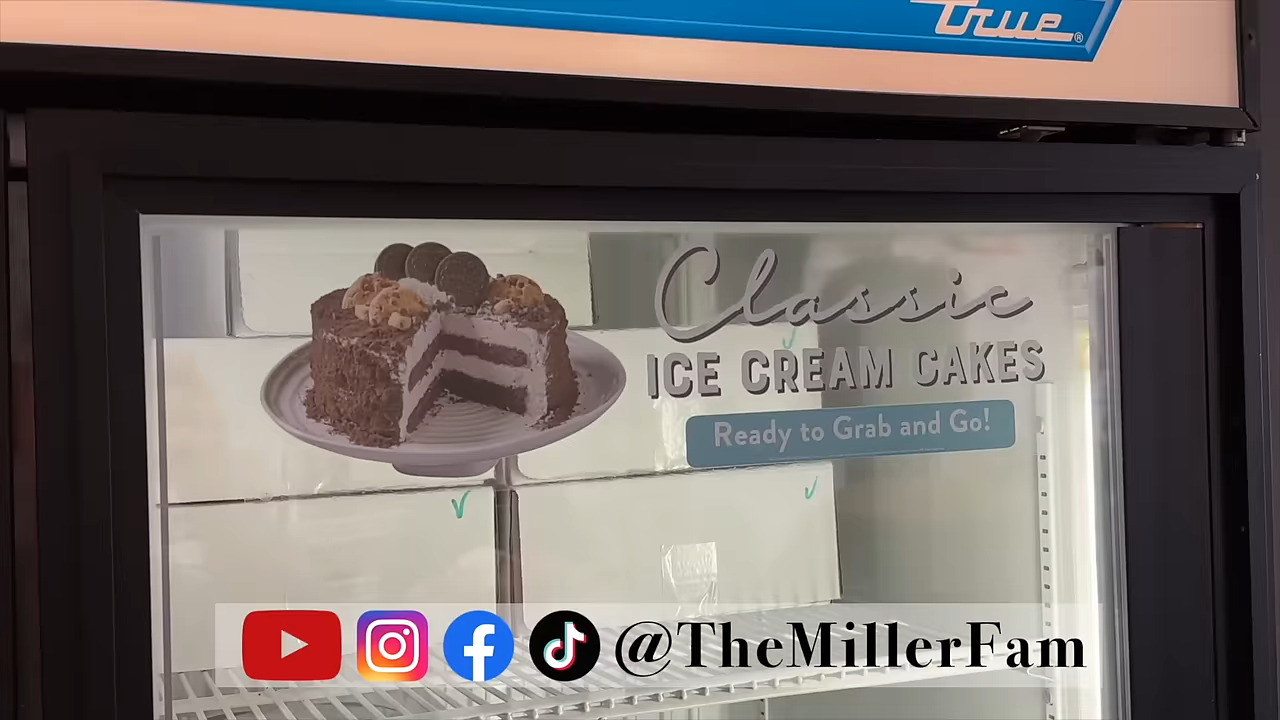 True®
Classic
ICE CREAM CAKES
Ready to Grab and Go!
@TheMillerFam